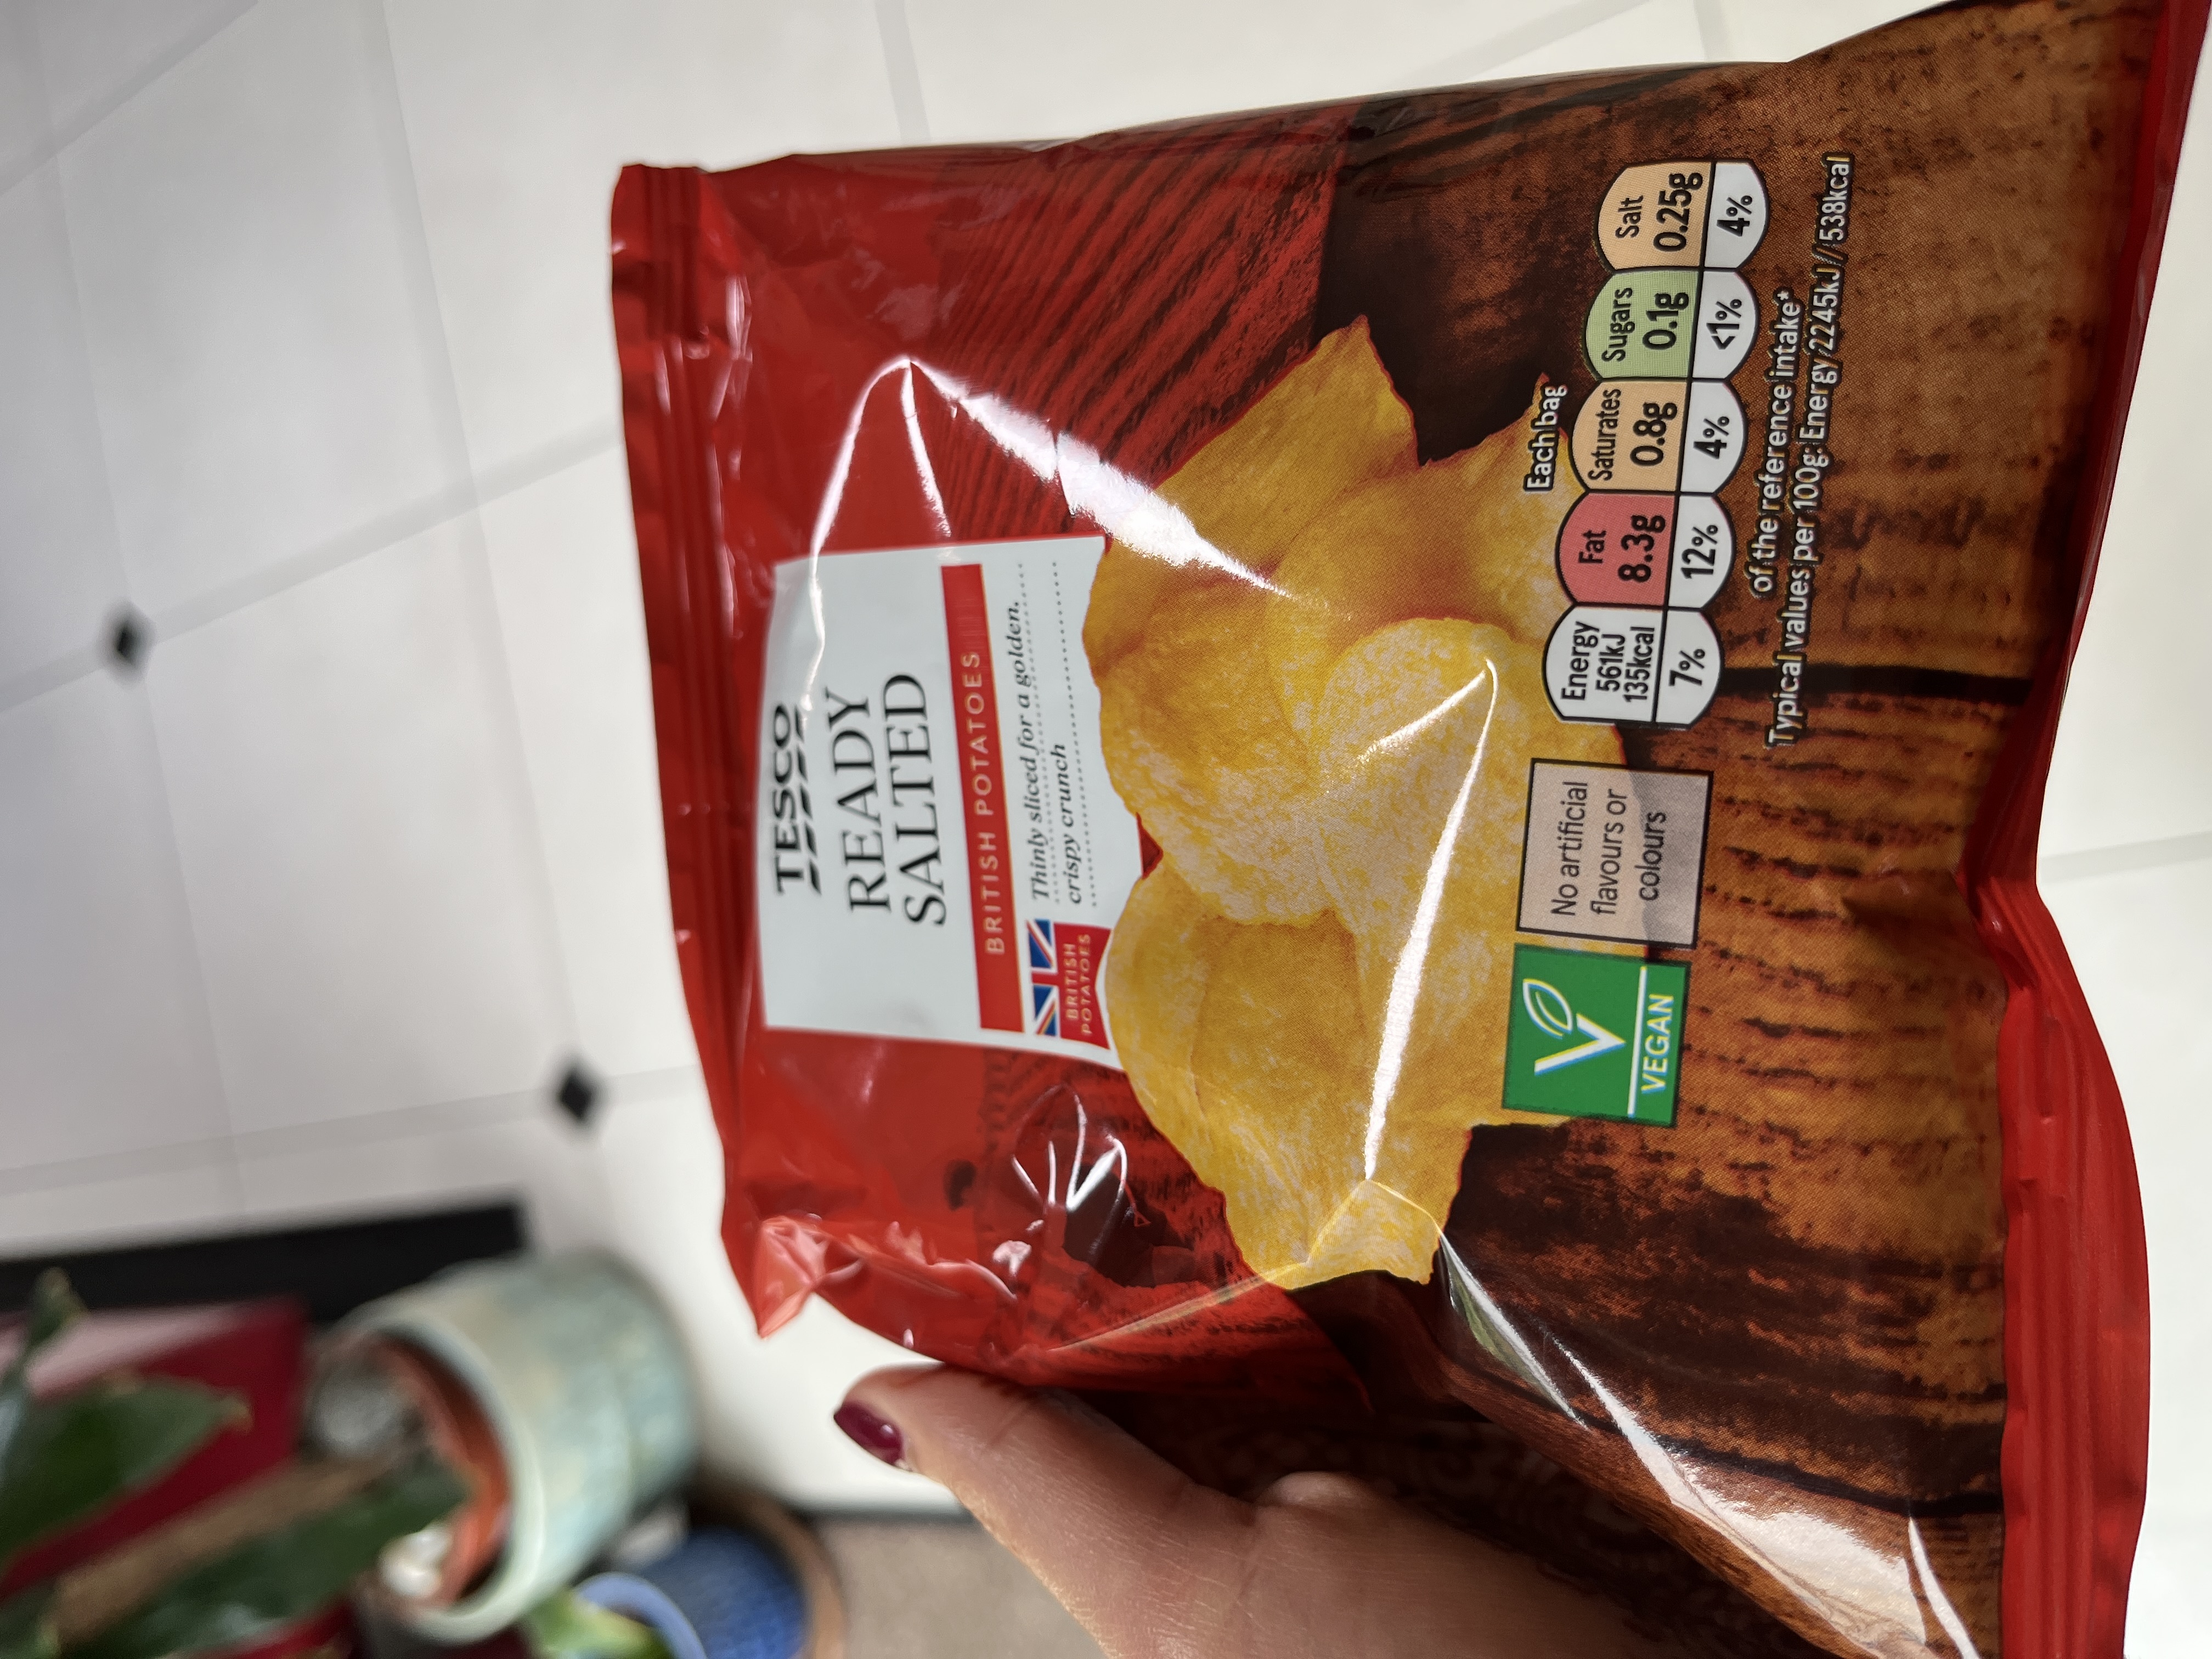 TESCO
READY
SALTED
BRITISH POTATOES
BRITISH
POTATOES
Thinly sliced for a golden,
crispy crunch
V
VEGAN
No artificial
flavours or
colours
Each bag
Energy
561kJ
135kcal
7%
Fat
8.3g
12%
Saturates
0.8g
4%
Sugars
0.1g
<1%
Salt
0.25g
4%
of the reference intake*
Typical values per 100g: Energy 2245kJ / 538kcal